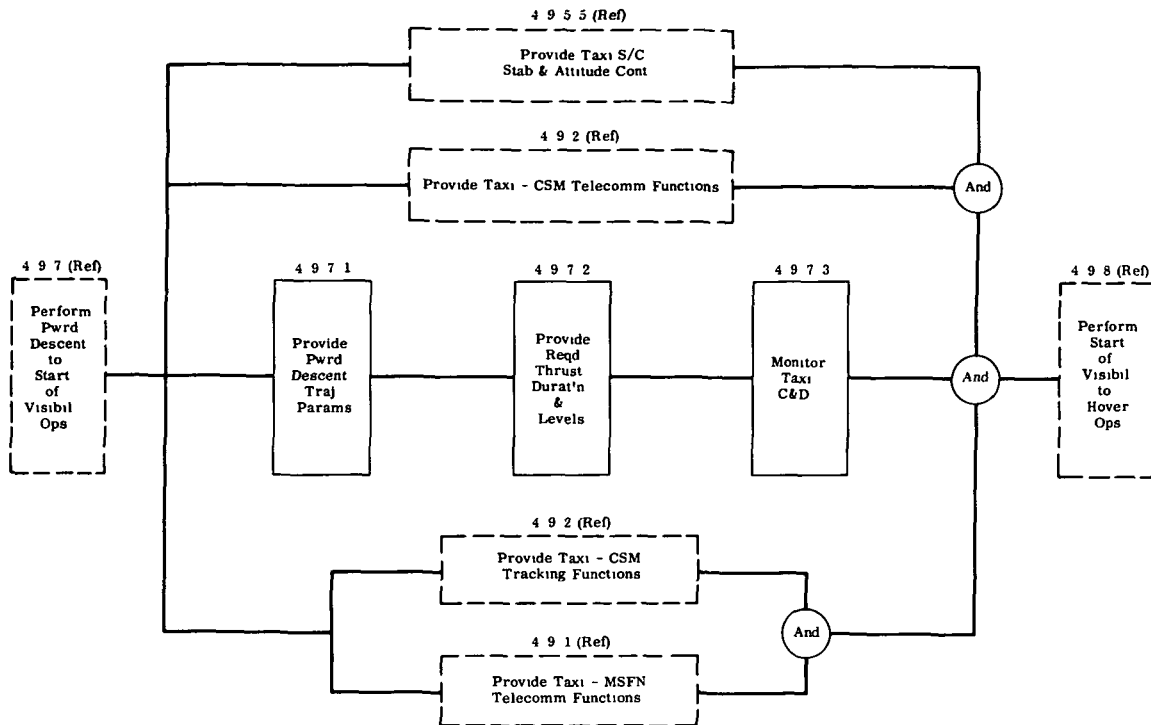 4 9 5 5 (Ref)
Provide Taxi S/C
Stab & Attitude Cont
4 9 2 (Ref)
Provide Taxi - CSM Telecomm Functions
And
4 9 7 (Ref)
Perform
Pwrd
Descent
to
Start
of
Visibil
Ops
4 9 7 1
Provide
Pwrd
Descent
Traj
Params
4 9 7 2
Provide
Reqd
Thrust
Durat'n
&
Levels
4 9 7 3
Monitor
Taxi
C&D
And
4 9 8 (Ref)
Perform
Start
of
Visibil
to
Hover
Ops
4 9 2 (Ref)
Provide Taxi - CSM
Tracking Functions
And
4 9 1 (Ref)
Provide Taxi - MSFN
Telecomm Functions